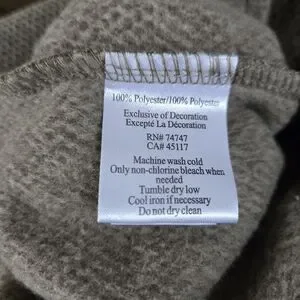 100% Polyester/100% Polyester
Exclusive of Decoration
Excepté La Décoration
RN# 74747
CA# 45117
Machine wash cold
Only non-chlorine bleach when
needed
Tumble dry low
Cool iron if necessary
Do not dry clean